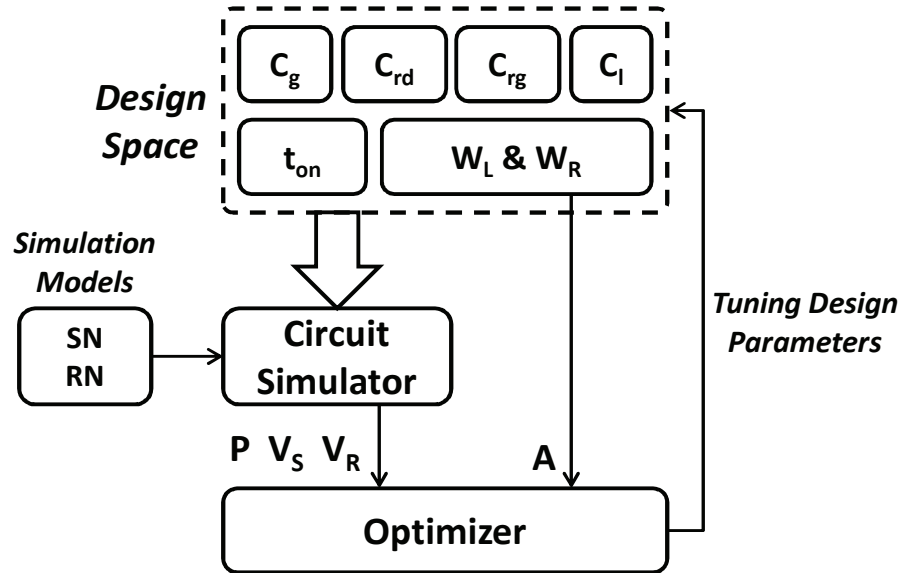 Design
Space
C_g C_rd C_rg C_l
t_on W_L & W_R
Simulation
Models
SN
RN
Circuit
Simulator
Tuning Design
Parameters
P V_S V_R
A
Optimizer